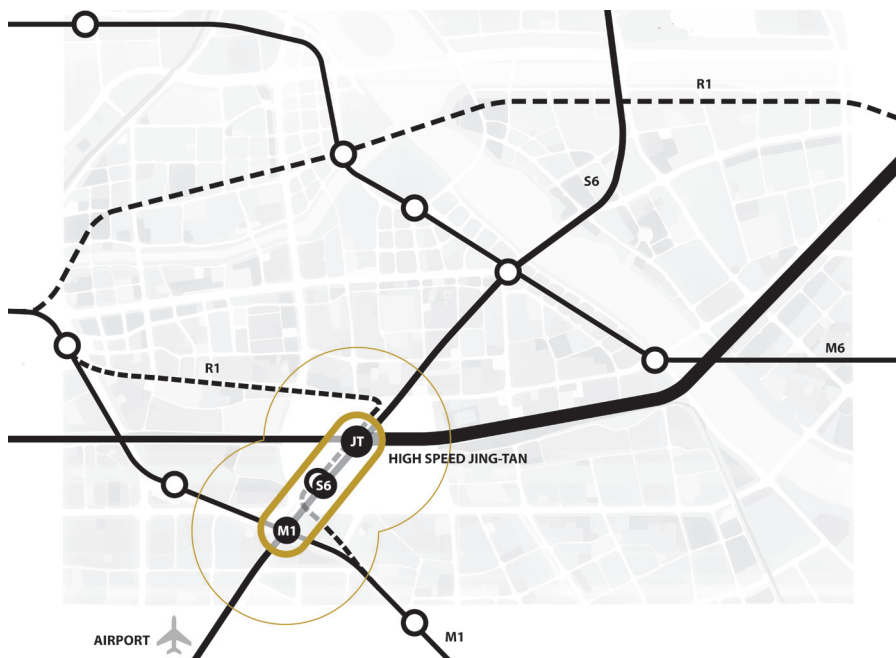 R1
S6
M6
R1
JT
HIGH SPEED JING-TAN
S6
M1
AIRPORT
M1